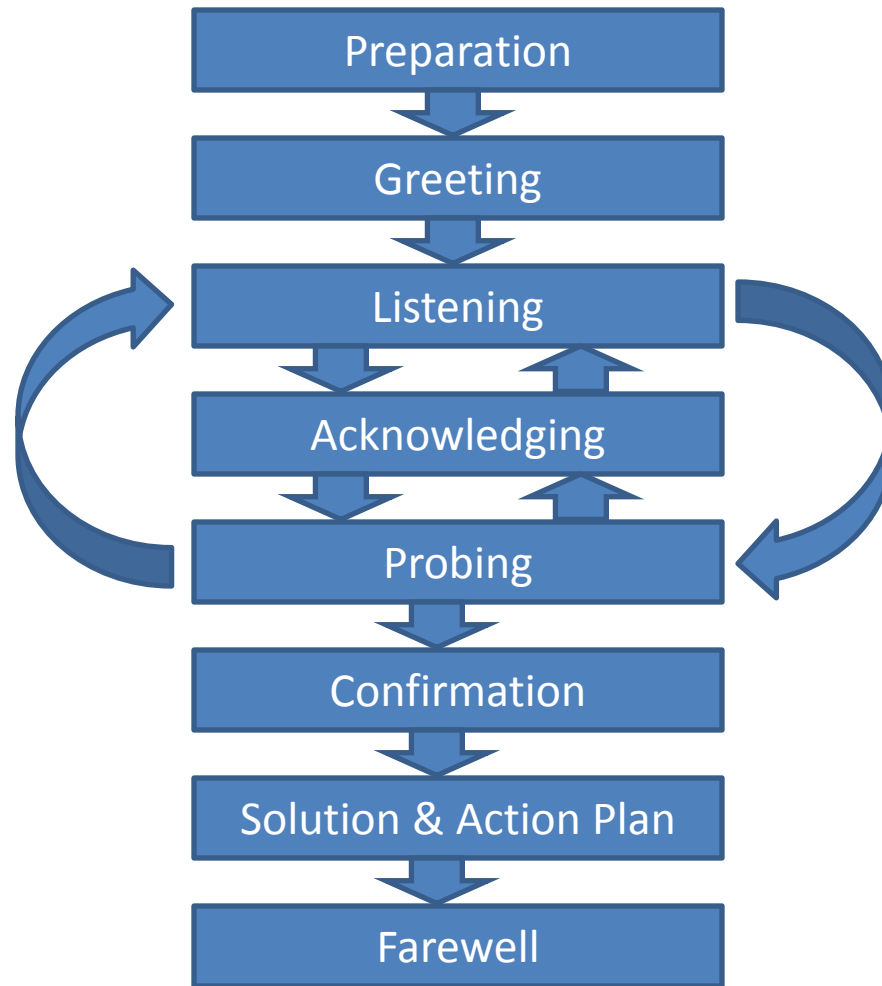 Preparation
Greeting
Listening
Acknowledging
Probing
Confirmation
Solution & Action Plan
Farewell